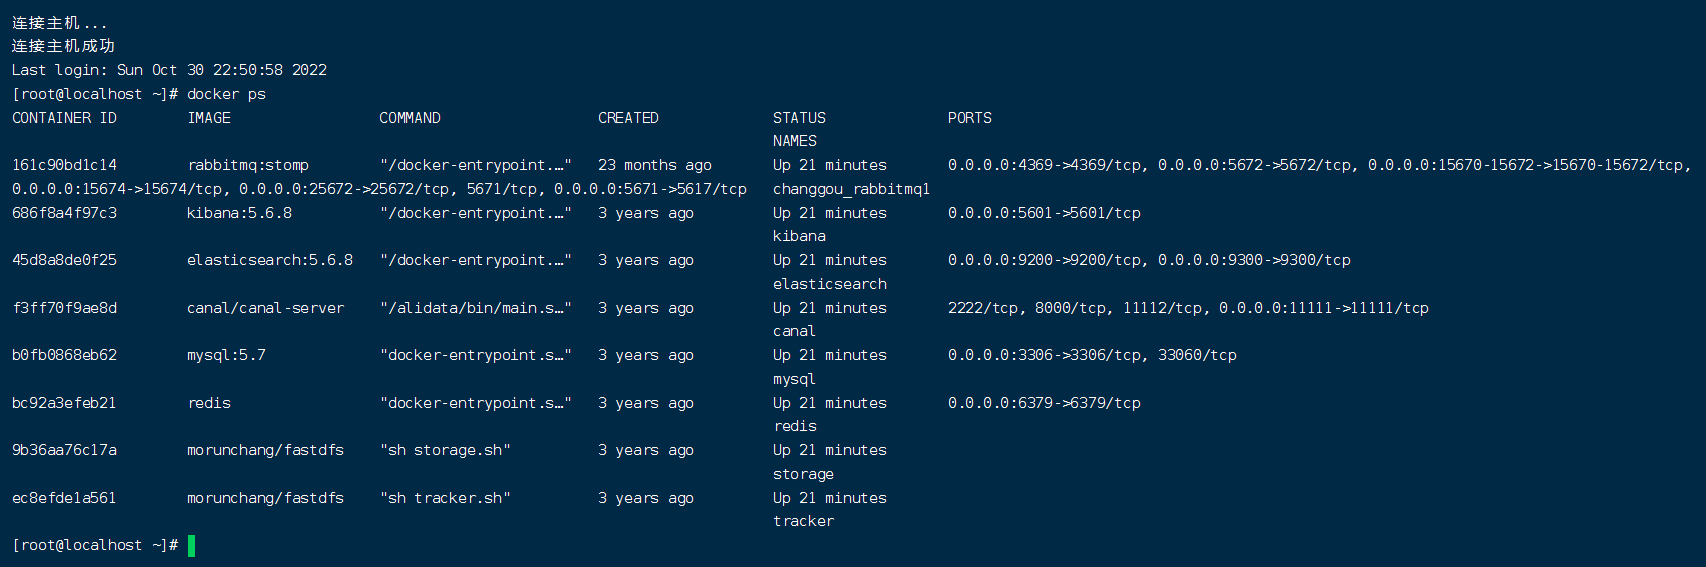 连接主机...
连接主机成功
Last login: Sun Oct 30 22:50:58 2022
[root@localhost ~]# docker ps
CONTAINER ID        IMAGE                 COMMAND                  CREATED             STATUS              PORTS
NAMES
161c90bd1c14        rabbitmq:stomp        "/docker-entrypoint.…"   23 months ago       Up 21 minutes       0.0.0.0:4369->4369/tcp, 0.0.0.0:5672->5672/tcp, 0.0.0.0:15670-15672->15670-15672/tcp,
0.0.0.0:15674->15674/tcp, 0.0.0.0:25672->25672/tcp, 5671/tcp, 0.0.0.0:5671->5617/tcp   changgou_rabbitmq1
686f8a4f97c3        kibana:5.6.8          "/docker-entrypoint.…"   3 years ago         Up 21 minutes       0.0.0.0:5601->5601/tcp
kibana
45d8a8de0f25        elasticsearch:5.6.8   "/docker-entrypoint.…"   3 years ago         Up 21 minutes       0.0.0.0:9200->9200/tcp, 0.0.0.0:9300->9300/tcp
elasticsearch
f3ff70f9ae8d        canal/canal-server    "/alidata/bin/main.s…"   3 years ago         Up 21 minutes       2222/tcp, 8000/tcp, 11112/tcp, 0.0.0.0:11111->11111/tcp
canal
b0fb0868eb62        mysql:5.7             "docker-entrypoint.s…"   3 years ago         Up 21 minutes       0.0.0.0:3306->3306/tcp, 33060/tcp
mysql
bc92a3efeb21        redis                 "docker-entrypoint.s…"   3 years ago         Up 21 minutes       0.0.0.0:6379->6379/tcp
redis
9b36aa76c17a        morunchang/fastdfs    "sh storage.sh"          3 years ago         Up 21 minutes
storage
ec8efde1a561        morunchang/fastdfs    "sh tracker.sh"          3 years ago         Up 21 minutes
tracker
[root@localhost ~]#